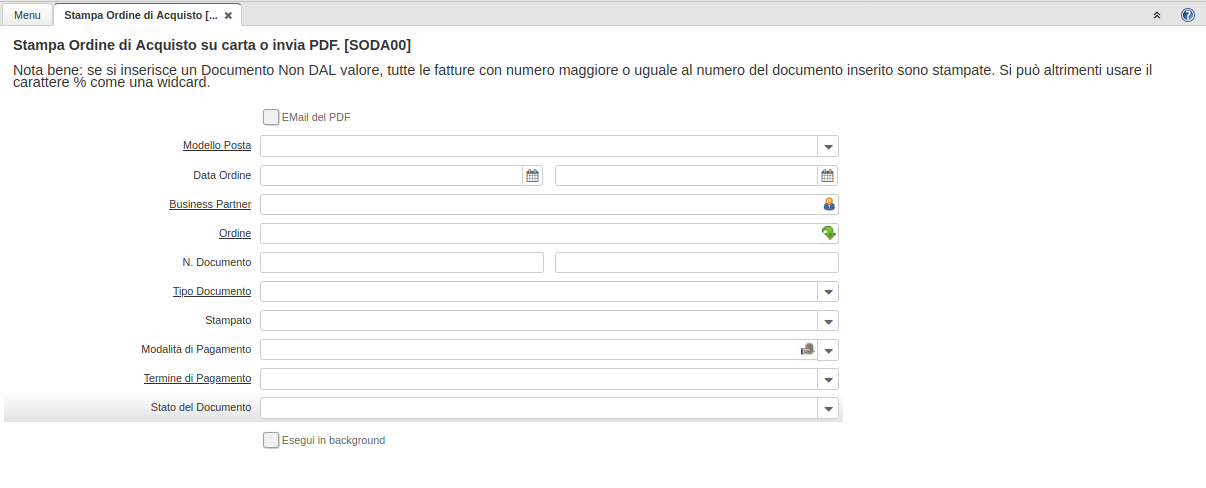 Menu
Stampa Ordine di Acquisto [...
Stampa Ordine di Acquisto su carta o invia PDF. [SODA00]
Nota bene: se si inserisce un Documento Non DAL valore, tutte le fatture con numero maggiore o uguale al numero del documento inserito sono stampate. Si può altrimenti usare il
carattere % come una widcard.
EMail del PDF
Modello Posta
Data Ordine
Business Partner
Ordine
N. Documento
Tipo Documento
Stampato
Modalità di Pagamento
Termine di Pagamento
Stato del Documento
Esegui in background